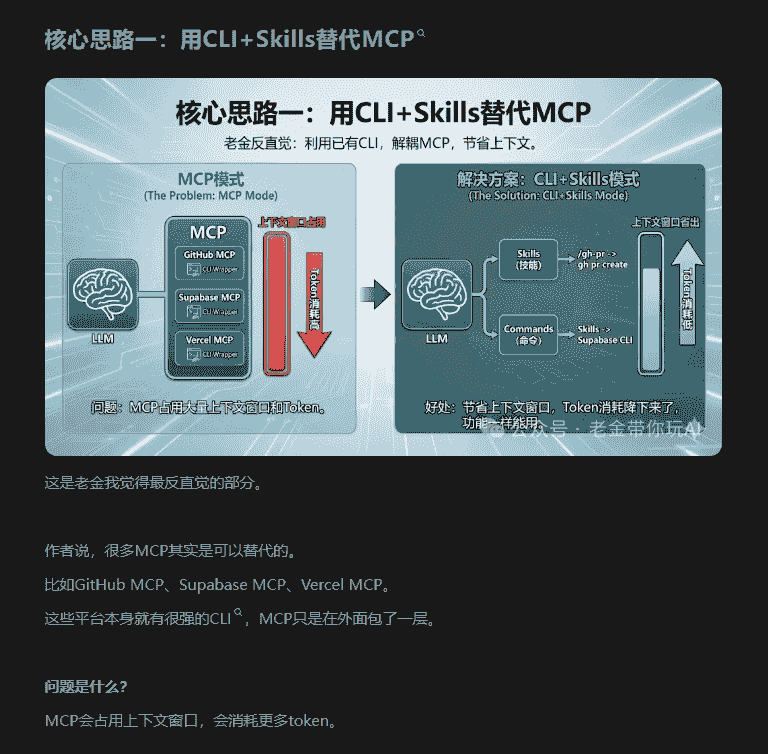 核心思路一：用CLI+Skills替代MCP
核心思路一：用CLI+Skills替代MCP
老金反直觉：利用已有CLI，解耦MCP，节省上下文。
MCP模式
(The Problem: MCP Mode)
上下文窗口占用
MCP
GitHub MCP
CLI Wrapper
Supabase MCP
CLI Wrapper
Vercel MCP
CLI Wrapper
LLM
Token消耗高
问题：MCP占用大量上下文窗口和Token。
解决方案：CLI+Skills模式
(The Solution: CLI+Skills Mode)
上下文窗口省出
Skills
(技能)
/gh-pr ->
gh pr create
LLM
Commands
(命令)
Skills ->
Supabase CLI
Token消耗低
好处：节省上下文窗口，Token消耗降下来了，
功能一样能用。
公众号 · 老金带你玩AI
这是老金我觉得最反直觉的部分。
作者说，很多MCP其实是可以替代的。
比如GitHub MCP、Supabase MCP、Vercel MCP。
这些平台本身就有很强的CLI，MCP只是在外面包了一层。
问题是什么？
MCP会占用上下文窗口，会消耗更多token。